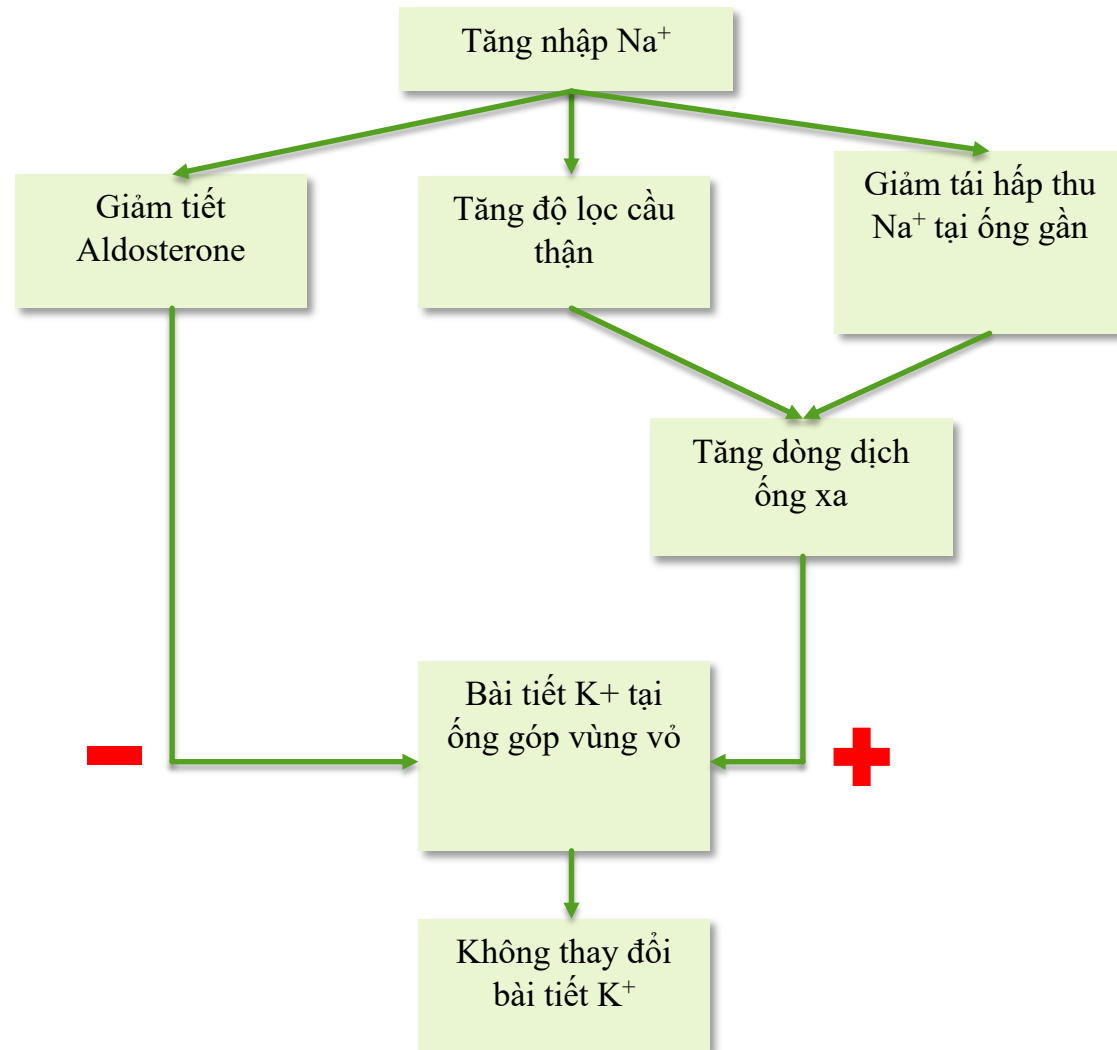 Tăng nhập Na⁺
Giảm tiết
Aldosterone
Tăng độ lọc cầu
thận
Giảm tái hấp thu
Na⁺ tại ống gần
Tăng dòng dịch
ống xa
Bài tiết K+ tại
ống góp vùng vỏ
Không thay đổi
bài tiết K⁺